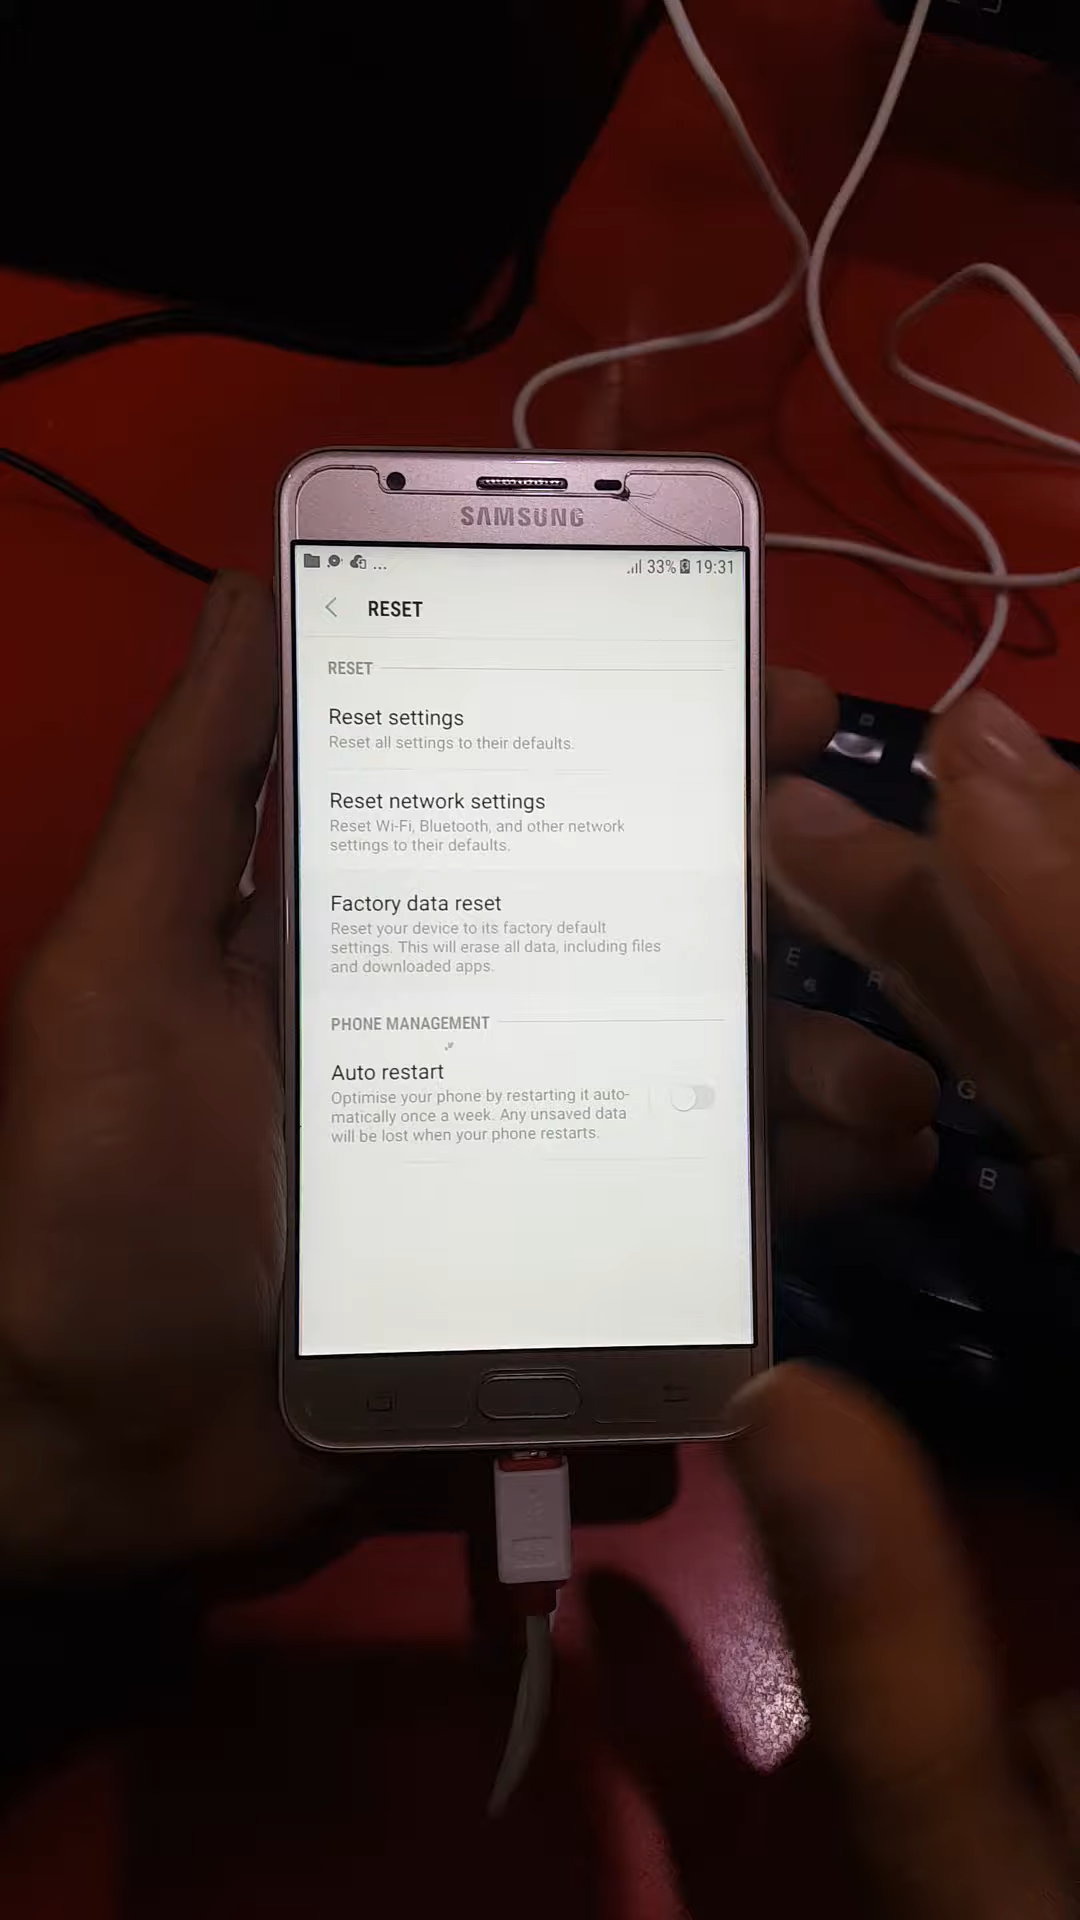 SAMSUNG
... 33% 19:31
RESET
RESET
Reset settings
Reset all settings to their defaults.
Reset network settings
Reset Wi-Fi, Bluetooth, and other network
settings to their defaults.
Factory data reset
Reset your device to its factory default
settings. This will erase all data, including files
and downloaded apps.
PHONE MANAGEMENT
Auto restart
Optimise your phone by restarting it auto-
matically once a week. Any unsaved data
will be lost when your phone restarts.
E R
€
G
B